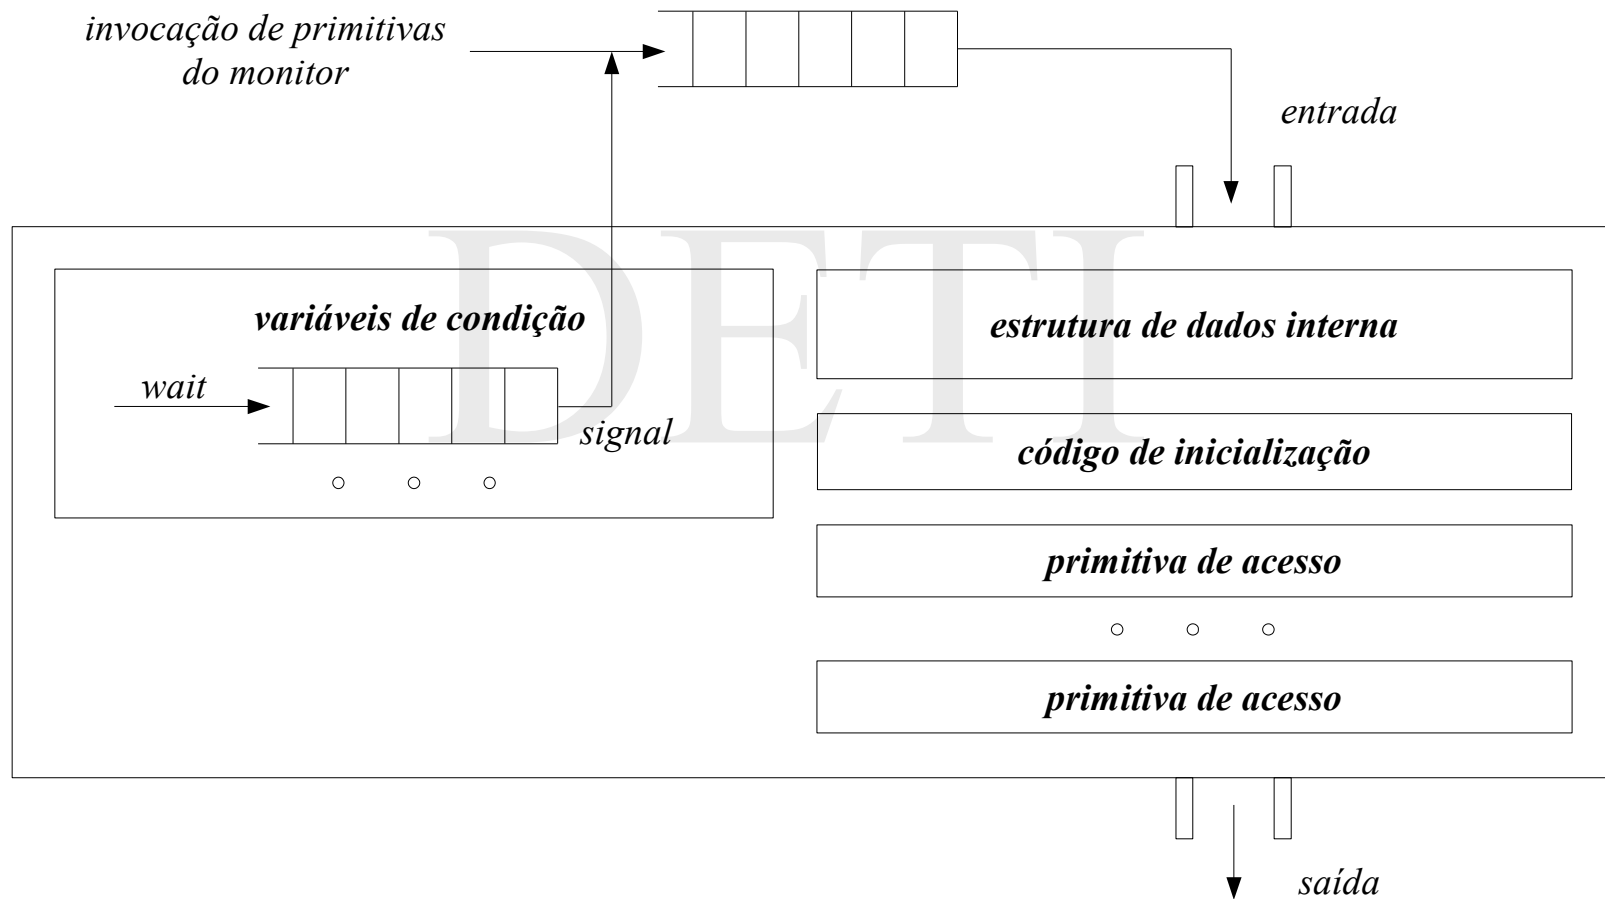 invocação de primitivas
do monitor
entrada
DETI
variáveis de condição
wait
signal
estrutura de dados interna
código de inicialização
primitiva de acesso
primitiva de acesso
saída